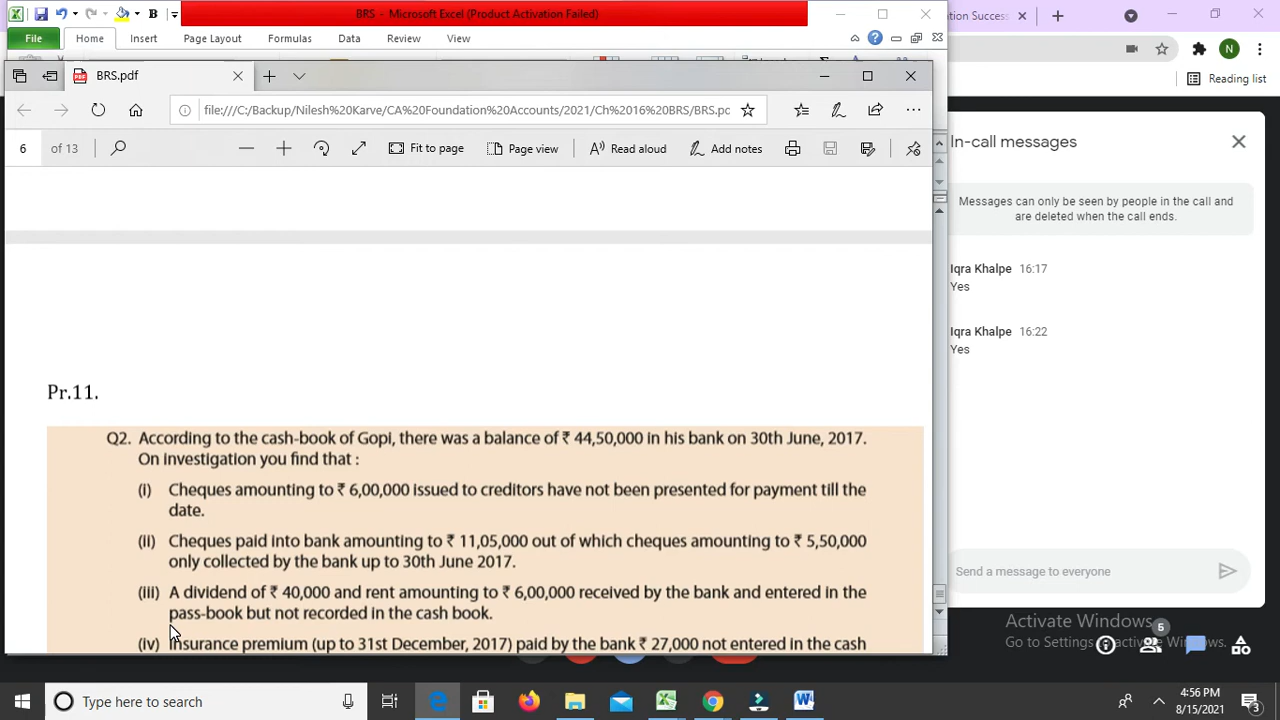 BRS - Microsoft Excel (Product Activation Failed)
ation Success
File Home Insert Page Layout Formulas Data Review View
BRS.pdf
file:///C:/Backup/Nilesh%20Karve/CA%20Foundation%20Accounts/2021/Ch%2016%20BRS/BRS.pc
N
Reading list
6 of 13 Fit to page Page view Read aloud Add notes
In-call messages
Messages can only be seen by people in the call and
are deleted when the call ends.
Iqra Khalpe 16:17
Yes
Iqra Khalpe 16:22
Yes
Pr.11.
Q2. According to the cash-book of Gopi, there was a balance of ₹ 44,50,000 in his bank on 30th June, 2017.
On investigation you find that :
(i) Cheques amounting to ₹ 6,00,000 issued to creditors have not been presented for payment till the
date.
(ii) Cheques paid into bank amounting to ₹ 11,05,000 out of which cheques amounting to ₹ 5,50,000
only collected by the bank up to 30th June 2017.
(iii) A dividend of ₹ 40,000 and rent amounting to ₹ 6,00,000 received by the bank and entered in the
pass-book but not recorded in the cash book.
(iv) Insurance premium (up to 31st December, 2017) paid by the bank ₹ 27,000 not entered in the cash
Send a message to everyone
Activate Windows
Go to Settings to activate Windows.
6
Type here to search
4:56 PM
8/15/2021
3